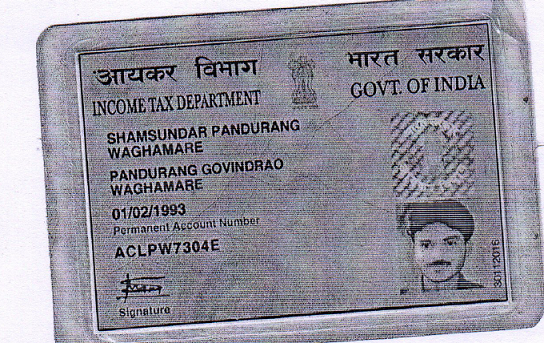 आयकर विभाग
भारत सरकार
INCOME TAX DEPARTMENT
GOVT. OF INDIA
SHAMSUNDAR PANDURANG
WAGHAMARE
PANDURANG GOVINDRAO
WAGHAMARE
01/02/1993
Permanent Account Number
ACLPW7304E
Signature
30112016